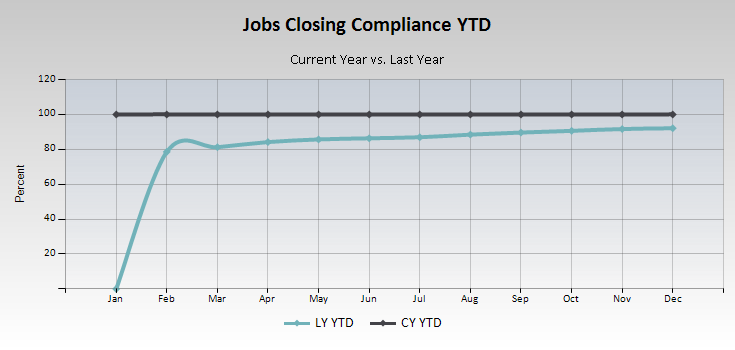 Jobs Closing Compliance YTD
Current Year vs. Last Year
Percent
120
100
80
60
40
20
Jan Feb Mar Apr May Jun Jul Aug Sep Oct Nov Dec
LY YTD CY YTD